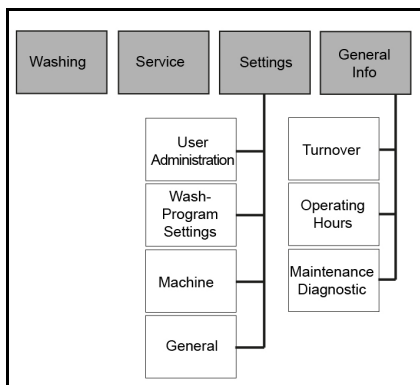 Washing
Service
Settings
General
Info
User
Administration
Wash-
Program
Settings
Machine
General
Turnover
Operating
Hours
Maintenance
Diagnostic